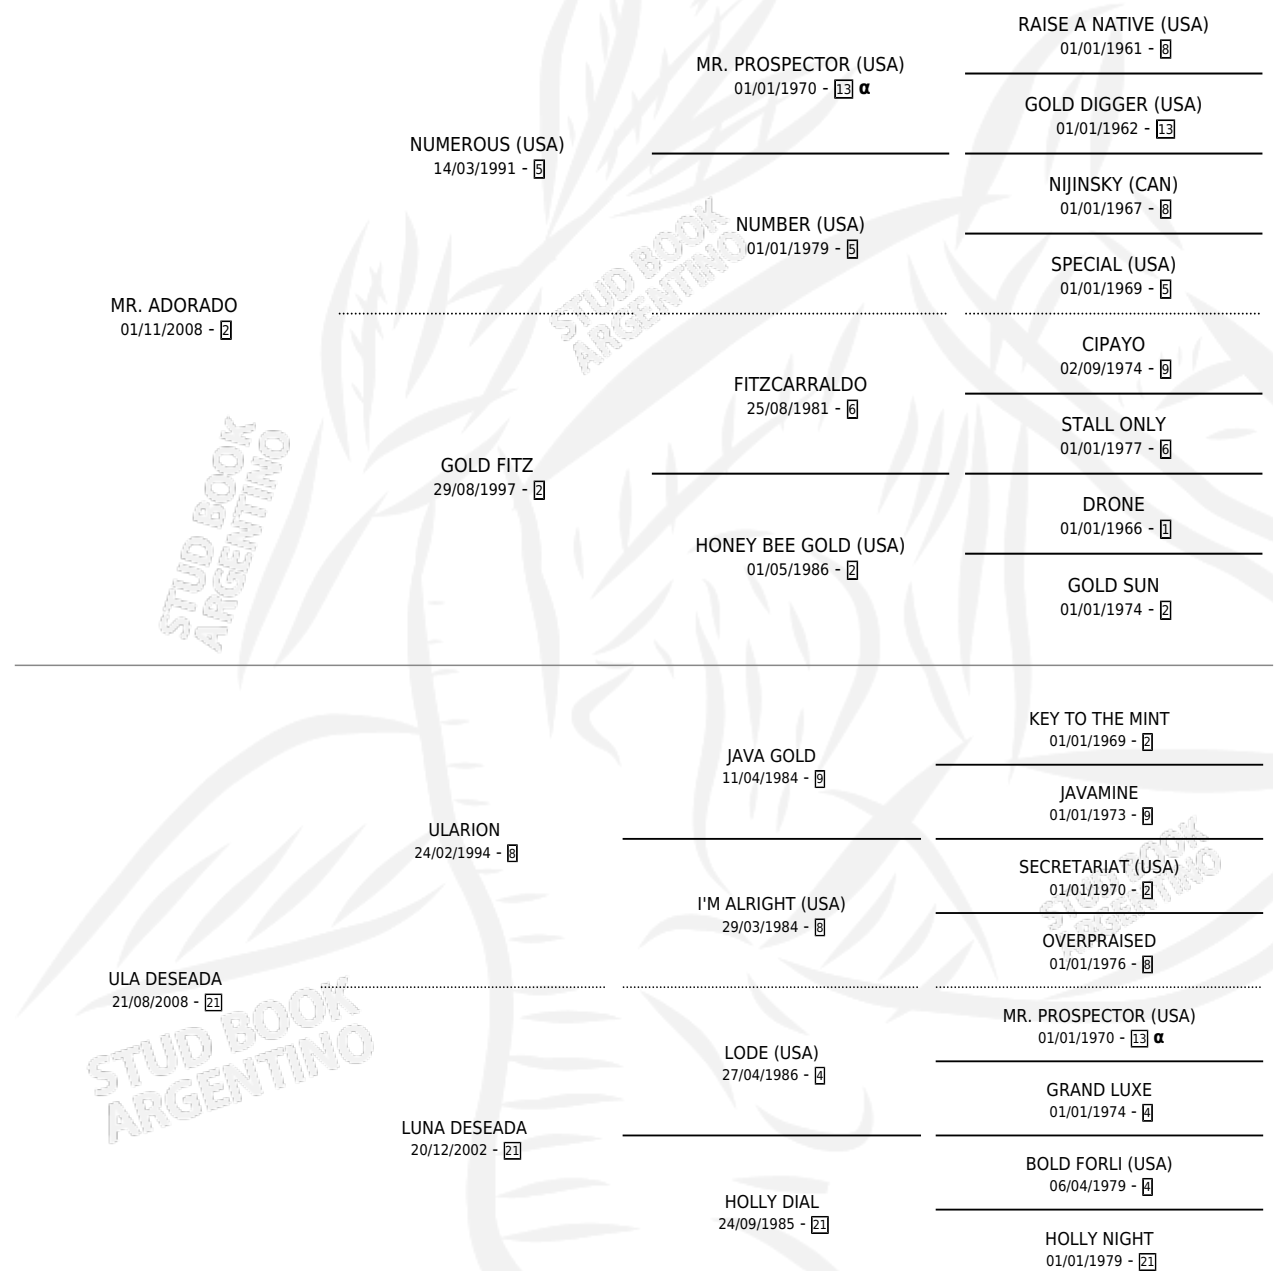 RAISE A NATIVE (USA)
01/01/1961 - 8
MR. PROSPECTOR (USA)
01/01/1970 - 13 α
GOLD DIGGER (USA)
01/01/1962 - 13
NUMEROUS (USA)
14/03/1991 - 5
NIJINSKY (CAN)
01/01/1967 - 8
NUMBER (USA)
01/01/1979 - 5
SPECIAL (USA)
01/01/1969 - 5
STUD BOOK
ARGENTINO
MR. ADORADO
01/11/2008 - 2
CIPAYO
02/09/1974 - 9
FITZCARRALDO
25/08/1981 - 6
STALL ONLY
01/01/1977 - 6
GOLD FITZ
29/08/1997 - 2
DRONE
01/01/1966 - 1
HONEY BEE GOLD (USA)
01/05/1986 - 2
GOLD SUN
01/01/1974 - 2
STUD BOOK
ARGENTINO
KEY TO THE MINT
01/01/1969 - 2
JAVA GOLD
11/04/1984 - 9
JAVAMINE
01/01/1973 - 9
ULARION
24/02/1994 - 8
SECRETARIAT (USA)
01/01/1970 - 2
I'M ALRIGHT (USA)
29/03/1984 - 8
OVERPRAISED
01/01/1976 - 8
STUD BOOK
ARGENTINO
ULA DESEADA
21/08/2008 - 21
MR. PROSPECTOR (USA)
01/01/1970 - 13 α
LODE (USA)
27/04/1986 - 4
GRAND LUXE
01/01/1974 - 4
STUD BOOK
ARGENTINO
LUNA DESEADA
20/12/2002 - 21
BOLD FORLI (USA)
06/04/1979 - 4
HOLLY DIAL
24/09/1985 - 21
HOLLY NIGHT
01/01/1979 - 21